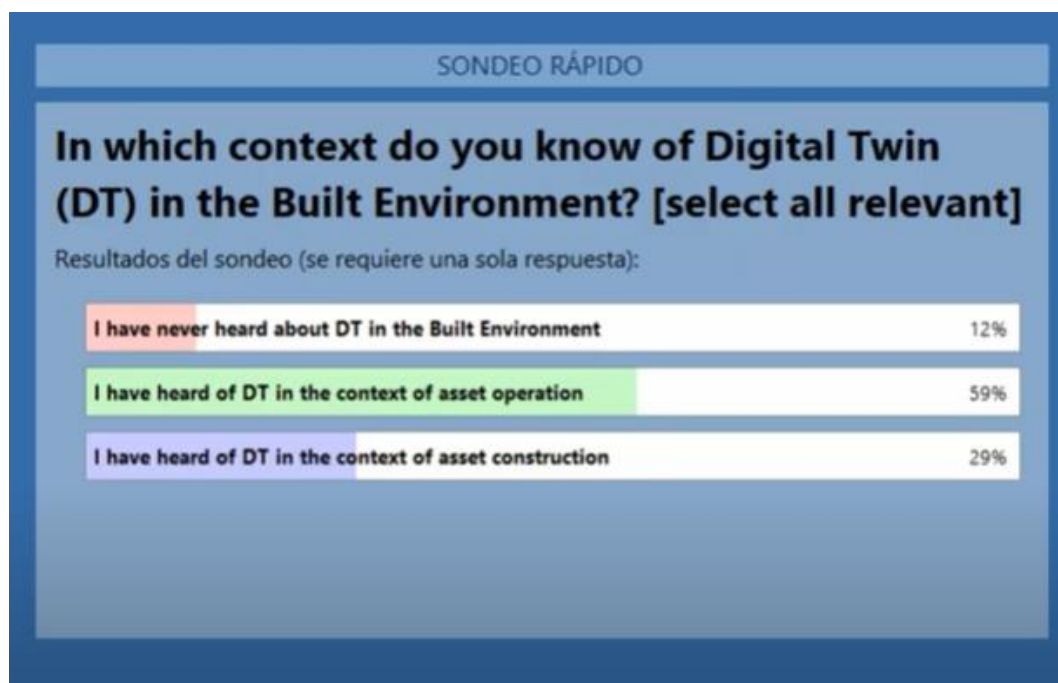 SONDEO RÁPIDO
In which context do you know of Digital Twin
(DT) in the Built Environment? [select all relevant]
Resultados del sondeo (se requiere una sola respuesta):
I have never heard about DT in the Built Environment 12%
I have heard of DT in the context of asset operation 59%
I have heard of DT in the context of asset construction 29%